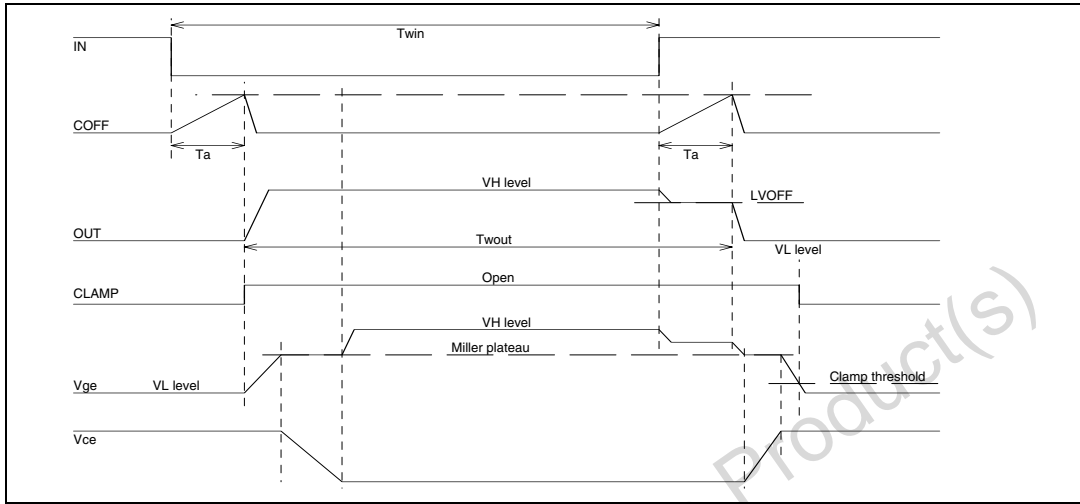 Twin
IN
COFF
Ta
Ta
VH level
LVOFF
OUT
Twout
VL level
CLAMP
Open
VH level
Miller plateau
Vge
VL level
Clamp threshold
Vce
Product(s)